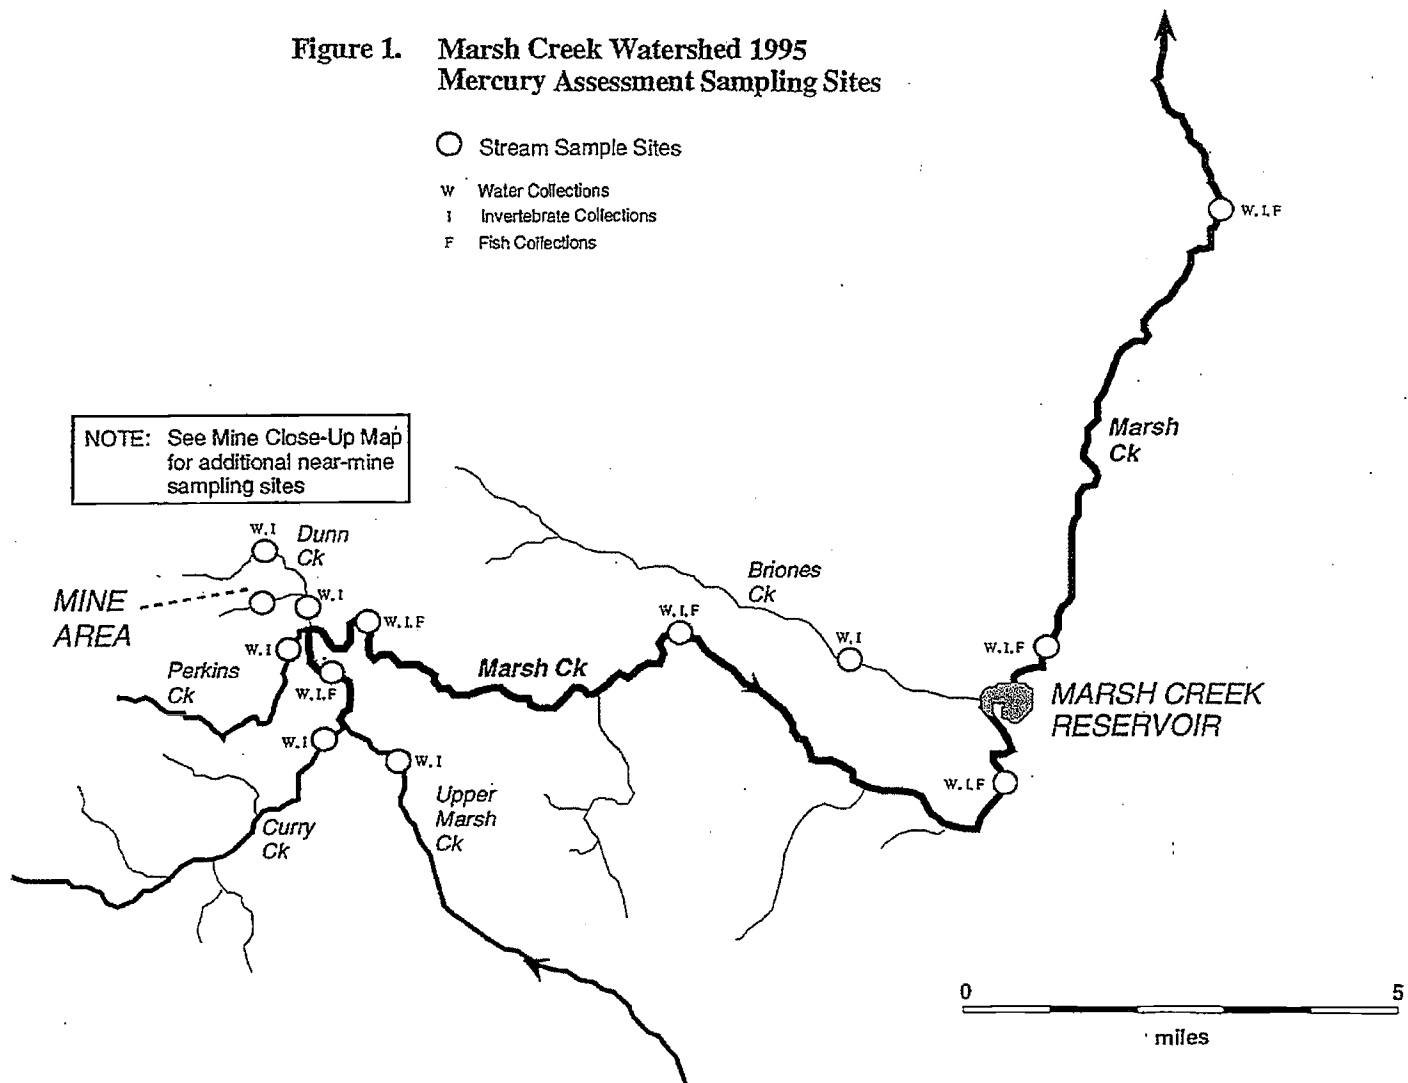 Figure 1. Marsh Creek Watershed 1995
Mercury Assessment Sampling Sites
Stream Sample Sites
W Water Collections
I Invertebrate Collections
F Fish Collections
W, I, F
Marsh
Ck
NOTE: See Mine Close-Up Map
for additional near-mine
sampling sites
W, I
Dunn
Ck
MINE
AREA
W, I
W, I, F
W, I
Perkins
Ck
W, I, F
Marsh Ck
W, I, F
Briones
Ck
W, I
W, I, F
MARSH CREEK
RESERVOIR
W, I
W, I
Upper
Marsh
Ck
Curry
Ck
W, I, F
0 5
miles